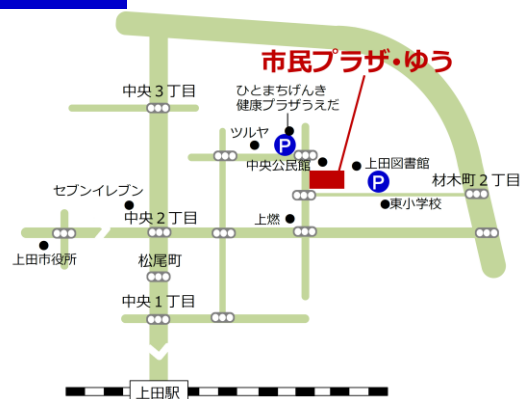 市民プラザ・ゆう
中央３丁目
ひとまちげんき
健康プラザうえだ
ツルヤ
P
中央公民館
上田図書館
P
材木町２丁目
セブンイレブン
東小学校
中央２丁目
上燃
上田市役所
松尾町
中央１丁目
上田駅